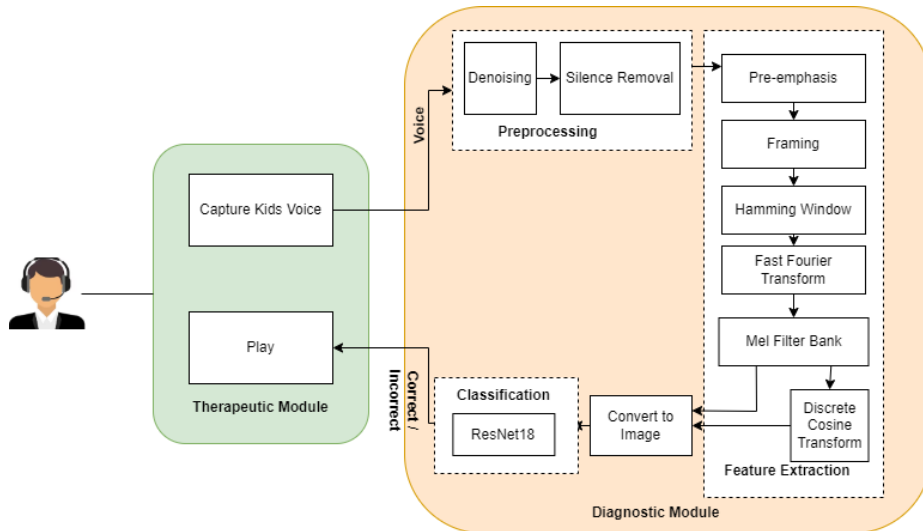 Denoising
Silence Removal
Preprocessing
Pre-emphasis
Framing
Hamming Window
Fast Fourier
Transform
Mel Filter Bank
Discrete
Cosine
Transform
Feature Extraction
Voice
Capture Kids Voice
Play
Therapeutic Module
Correct /
Incorrect
Classification
ResNet18
Convert to
Image
Diagnostic Module